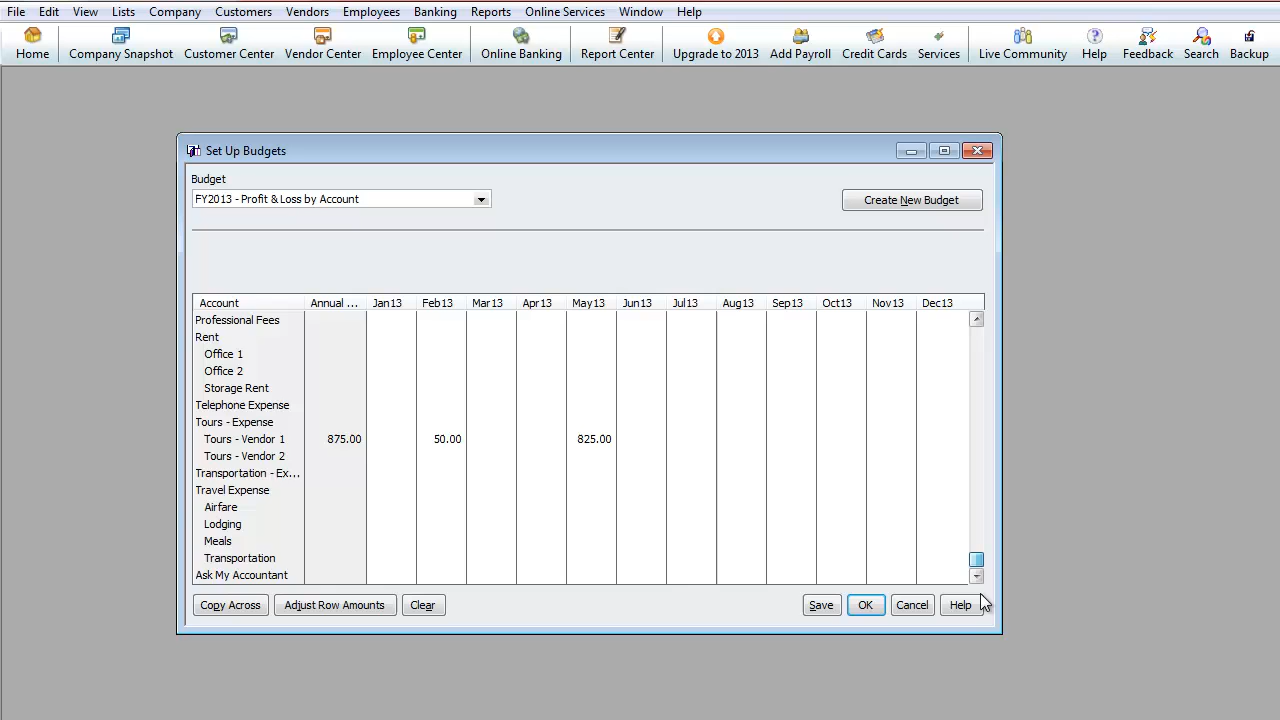 File Edit View Lists Company Customers Vendors Employees Banking Reports Online Services Window Help
Home Company Snapshot Customer Center Vendor Center Employee Center Online Banking Report Center Upgrade to 2013 Add Payroll Credit Cards Services Live Community Help Feedback Search Backup
Set Up Budgets
Budget
FY2013 - Profit & Loss by Account
Create New Budget
Account Annual ... Jan13 Feb13 Mar13 Apr13 May13 Jun13 Jul13 Aug13 Sep13 Oct13 Nov13 Dec13
Professional Fees
Rent
Office 1
Office 2
Storage Rent
Telephone Expense
Tours - Expense
Tours - Vendor 1 875.00 50.00 825.00
Tours - Vendor 2
Transportation - Ex...
Travel Expense
Airfare
Lodging
Meals
Transportation
Ask My Accountant
Copy Across Adjust Row Amounts Clear Save OK Cancel Help